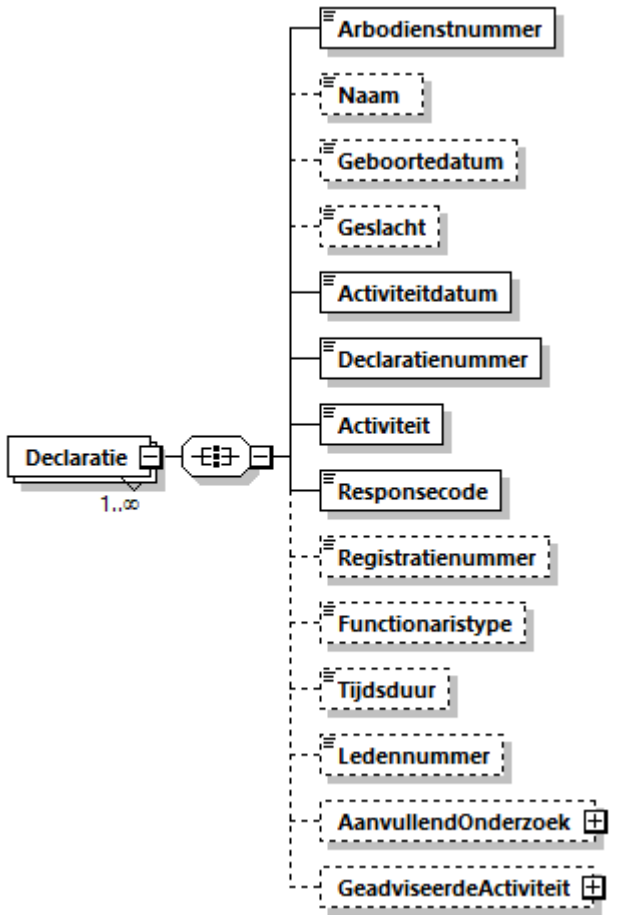 Arbodienstnummer
Naam
Geboortedatum
Geslacht
Activiteitdatum
Declaratienummer
Activiteit
Declaratie
1..∞
Responsecode
Registratienummer
Functionaristype
Tijdsduur
Ledennummer
AanvullendOnderzoek
GeadviseerdeActiviteit